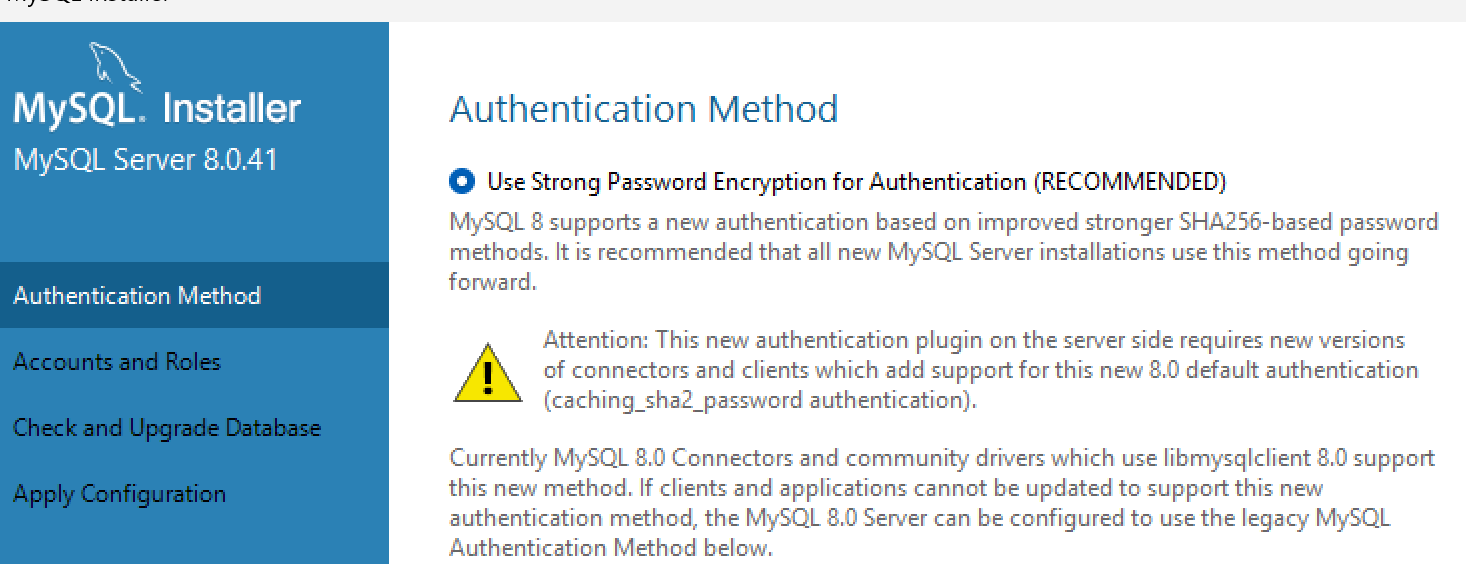 MySQL Installer
MySQL. Installer
MySQL Server 8.0.41
Authentication Method
Accounts and Roles
Check and Upgrade Database
Apply Configuration
Authentication Method
Use Strong Password Encryption for Authentication (RECOMMENDED)
MySQL 8 supports a new authentication based on improved stronger SHA256-based password
methods. It is recommended that all new MySQL Server installations use this method going
forward.
Attention: This new authentication plugin on the server side requires new versions
of connectors and clients which add support for this new 8.0 default authentication
(caching_sha2_password authentication).
Currently MySQL 8.0 Connectors and community drivers which use libmysqlclient 8.0 support
this new method. If clients and applications cannot be updated to support this new
authentication method, the MySQL 8.0 Server can be configured to use the legacy MySQL
Authentication Method below.